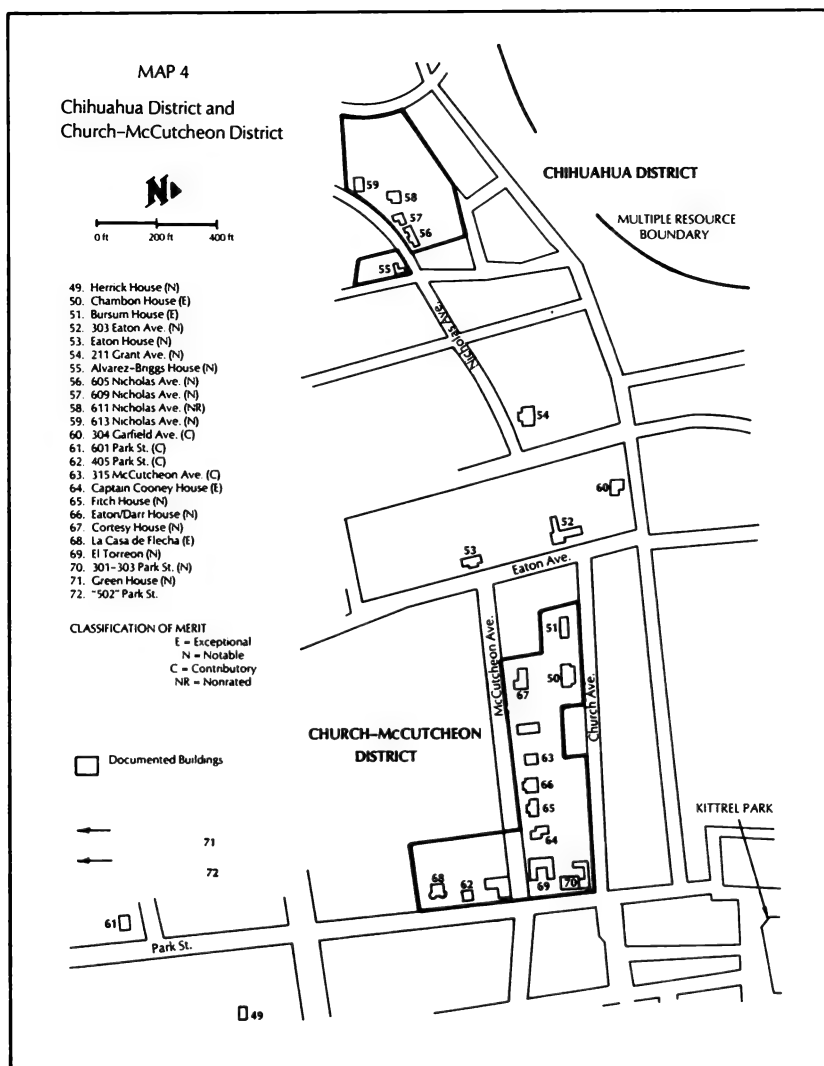 MAP 4
Chihuahua District and
Church–McCutcheon District
N
0 ft 200 ft 400 ft
49. Herrick House (N)
50. Chambon House (E)
51. Bursum House (E)
52. 303 Eaton Ave. (N)
53. Eaton House (N)
54. 211 Grant Ave. (N)
55. Alvarez–Briggs House (N)
56. 605 Nicholas Ave. (N)
57. 609 Nicholas Ave. (N)
58. 611 Nicholas Ave. (NR)
59. 613 Nicholas Ave. (N)
60. 304 Garfield Ave. (C)
61. 601 Park St. (C)
62. 405 Park St. (C)
63. 315 McCutcheon Ave. (C)
64. Captain Cooney House (E)
65. Fitch House (N)
66. Eaton/Darr House (N)
67. Cortesy House (N)
68. La Casa de Flecha (E)
69. El Torreon (N)
70. 301–303 Park St. (N)
71. Green House (N)
72. "502" Park St.
CLASSIFICATION OF MERIT
E = Exceptional
N = Notable
C = Contributory
NR = Nonrated
Documented Buildings
71
72
CHIHUAHUA DISTRICT
MULTIPLE RESOURCE
BOUNDARY
59
58
57
56
55
Nicholas Ave.
54
60
52
53
Eaton Ave.
51
McCutcheon Ave.
50
67
Church Ave.
CHURCH–McCUTCHEON
DISTRICT
63
66
65
64
KITTREL PARK
68
62
69
70
61
Park St.
49